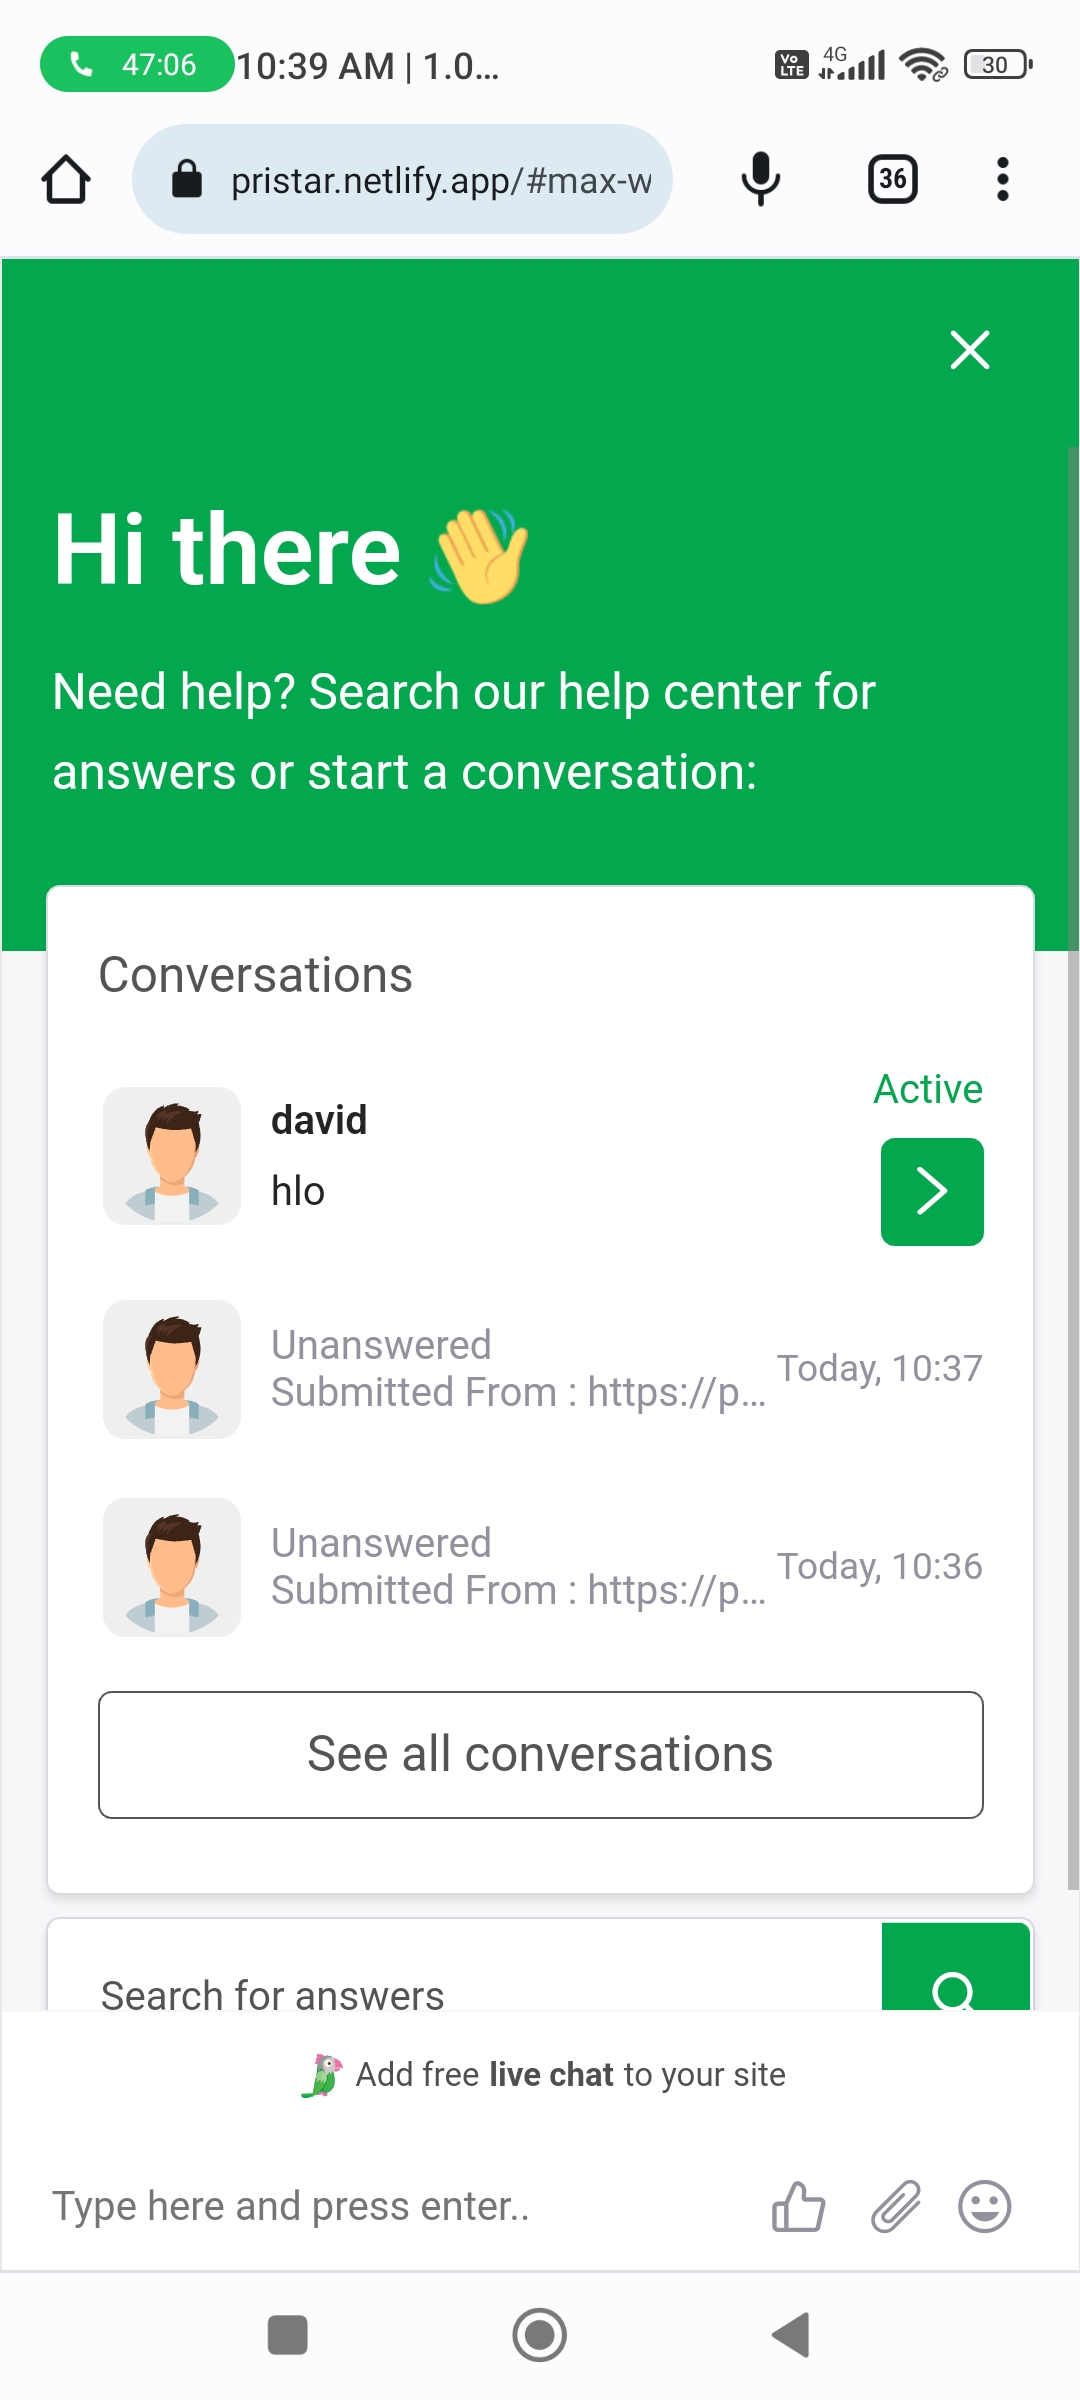 47:06 10:39 AM | 1.0... Vo LTE 4G 30
pristar.netlify.app/#max-w 36
Hi there 👋
Need help? Search our help center for
answers or start a conversation:
Conversations
Active
david
hlo
Unanswered
Submitted From : https://p... Today, 10:37
Unanswered
Submitted From : https://p... Today, 10:36
See all conversations
Search for answers
Add free live chat to your site
Type here and press enter..